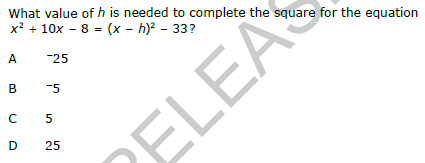 What value of h is needed to complete the square for the equation
x² + 10x − 8 = (x − h)² − 33?
A ⁻25
B ⁻5
C 5
D 25
RELEAS